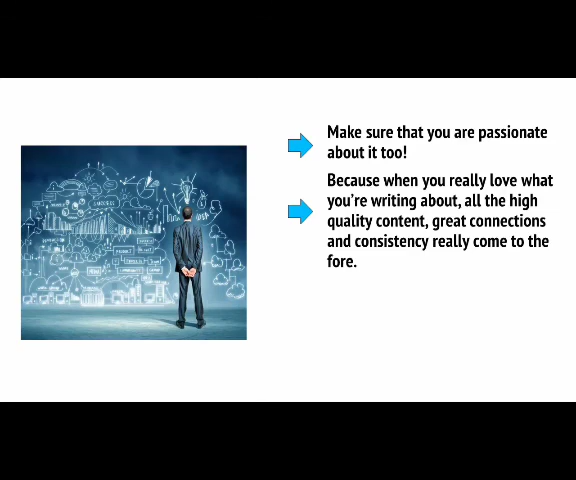 Make sure that you are passionate
about it too!
Because when you really love what
you're writing about, all the high
quality content, great connections
and consistency really come to the
fore.